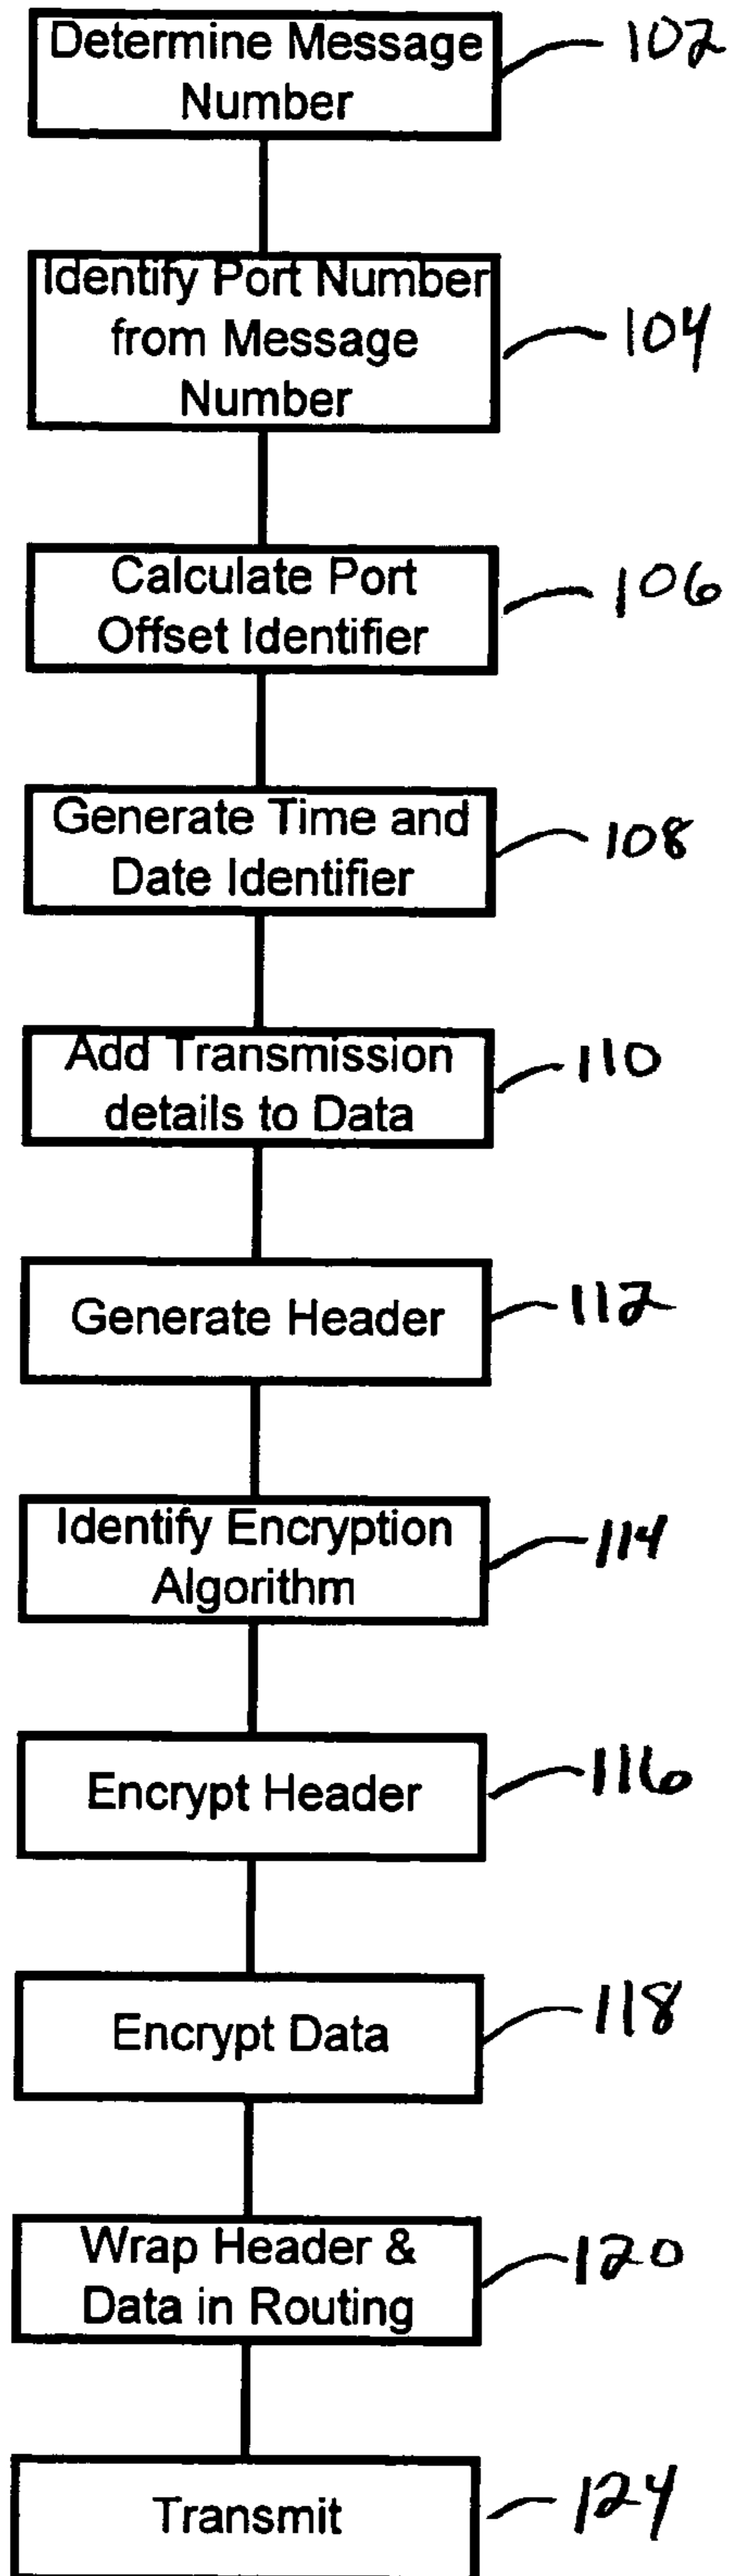 Determine Message
Number
102
Identify Port Number
from Message
Number
104
Calculate Port
Offset Identifier
106
Generate Time and
Date Identifier
108
Add Transmission
details to Data
110
Generate Header
112
Identify Encryption
Algorithm
114
Encrypt Header
116
Encrypt Data
118
Wrap Header &
Data in Routing
120
Transmit
124